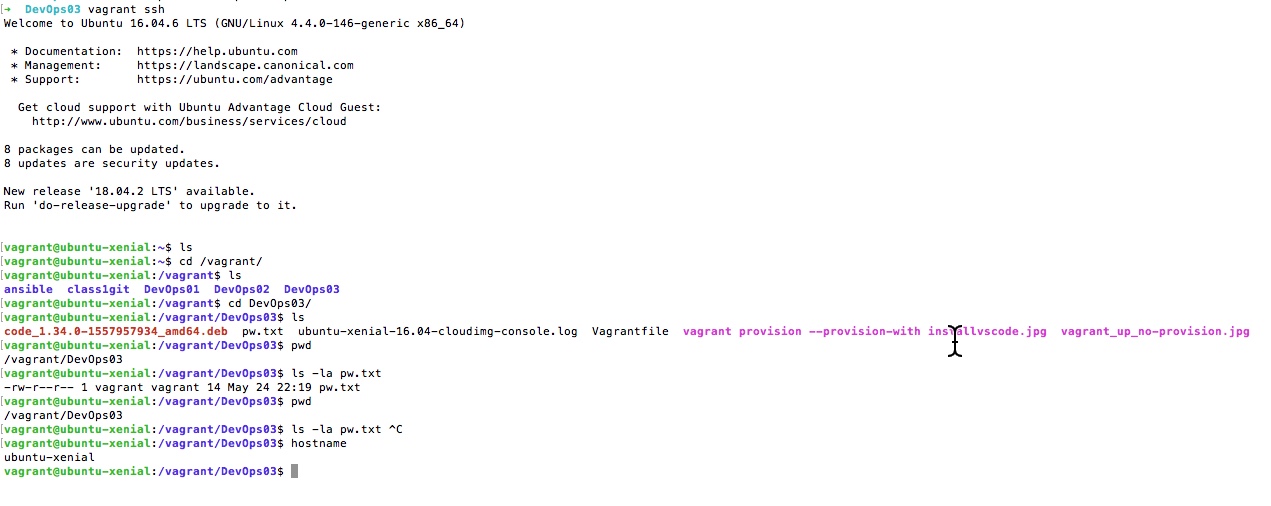 ➜  DevOps03 vagrant ssh
Welcome to Ubuntu 16.04.6 LTS (GNU/Linux 4.4.0-146-generic x86_64)
 * Documentation:  https://help.ubuntu.com
 * Management:     https://landscape.canonical.com
 * Support:        https://ubuntu.com/advantage
  Get cloud support with Ubuntu Advantage Cloud Guest:
    http://www.ubuntu.com/business/services/cloud
8 packages can be updated.
8 updates are security updates.
New release '18.04.2 LTS' available.
Run 'do-release-upgrade' to upgrade to it.
vagrant@ubuntu-xenial:~$ ls
vagrant@ubuntu-xenial:~$ cd /vagrant/
vagrant@ubuntu-xenial:/vagrant$ ls
ansible  class1git  DevOps01  DevOps02  DevOps03
vagrant@ubuntu-xenial:/vagrant$ cd DevOps03/
vagrant@ubuntu-xenial:/vagrant/DevOps03$ ls
code_1.34.0-1557957934_amd64.deb  pw.txt  ubuntu-xenial-16.04-cloudimg-console.log  Vagrantfile  vagrant provision --provision-with installvscode.jpg  vagrant_up_no-provision.jpg
vagrant@ubuntu-xenial:/vagrant/DevOps03$ pwd
/vagrant/DevOps03
vagrant@ubuntu-xenial:/vagrant/DevOps03$ ls -la pw.txt
-rw-r--r-- 1 vagrant vagrant 14 May 24 22:19 pw.txt
vagrant@ubuntu-xenial:/vagrant/DevOps03$ pwd
/vagrant/DevOps03
vagrant@ubuntu-xenial:/vagrant/DevOps03$ ls -la pw.txt ^C
vagrant@ubuntu-xenial:/vagrant/DevOps03$ hostname
ubuntu-xenial
vagrant@ubuntu-xenial:/vagrant/DevOps03$